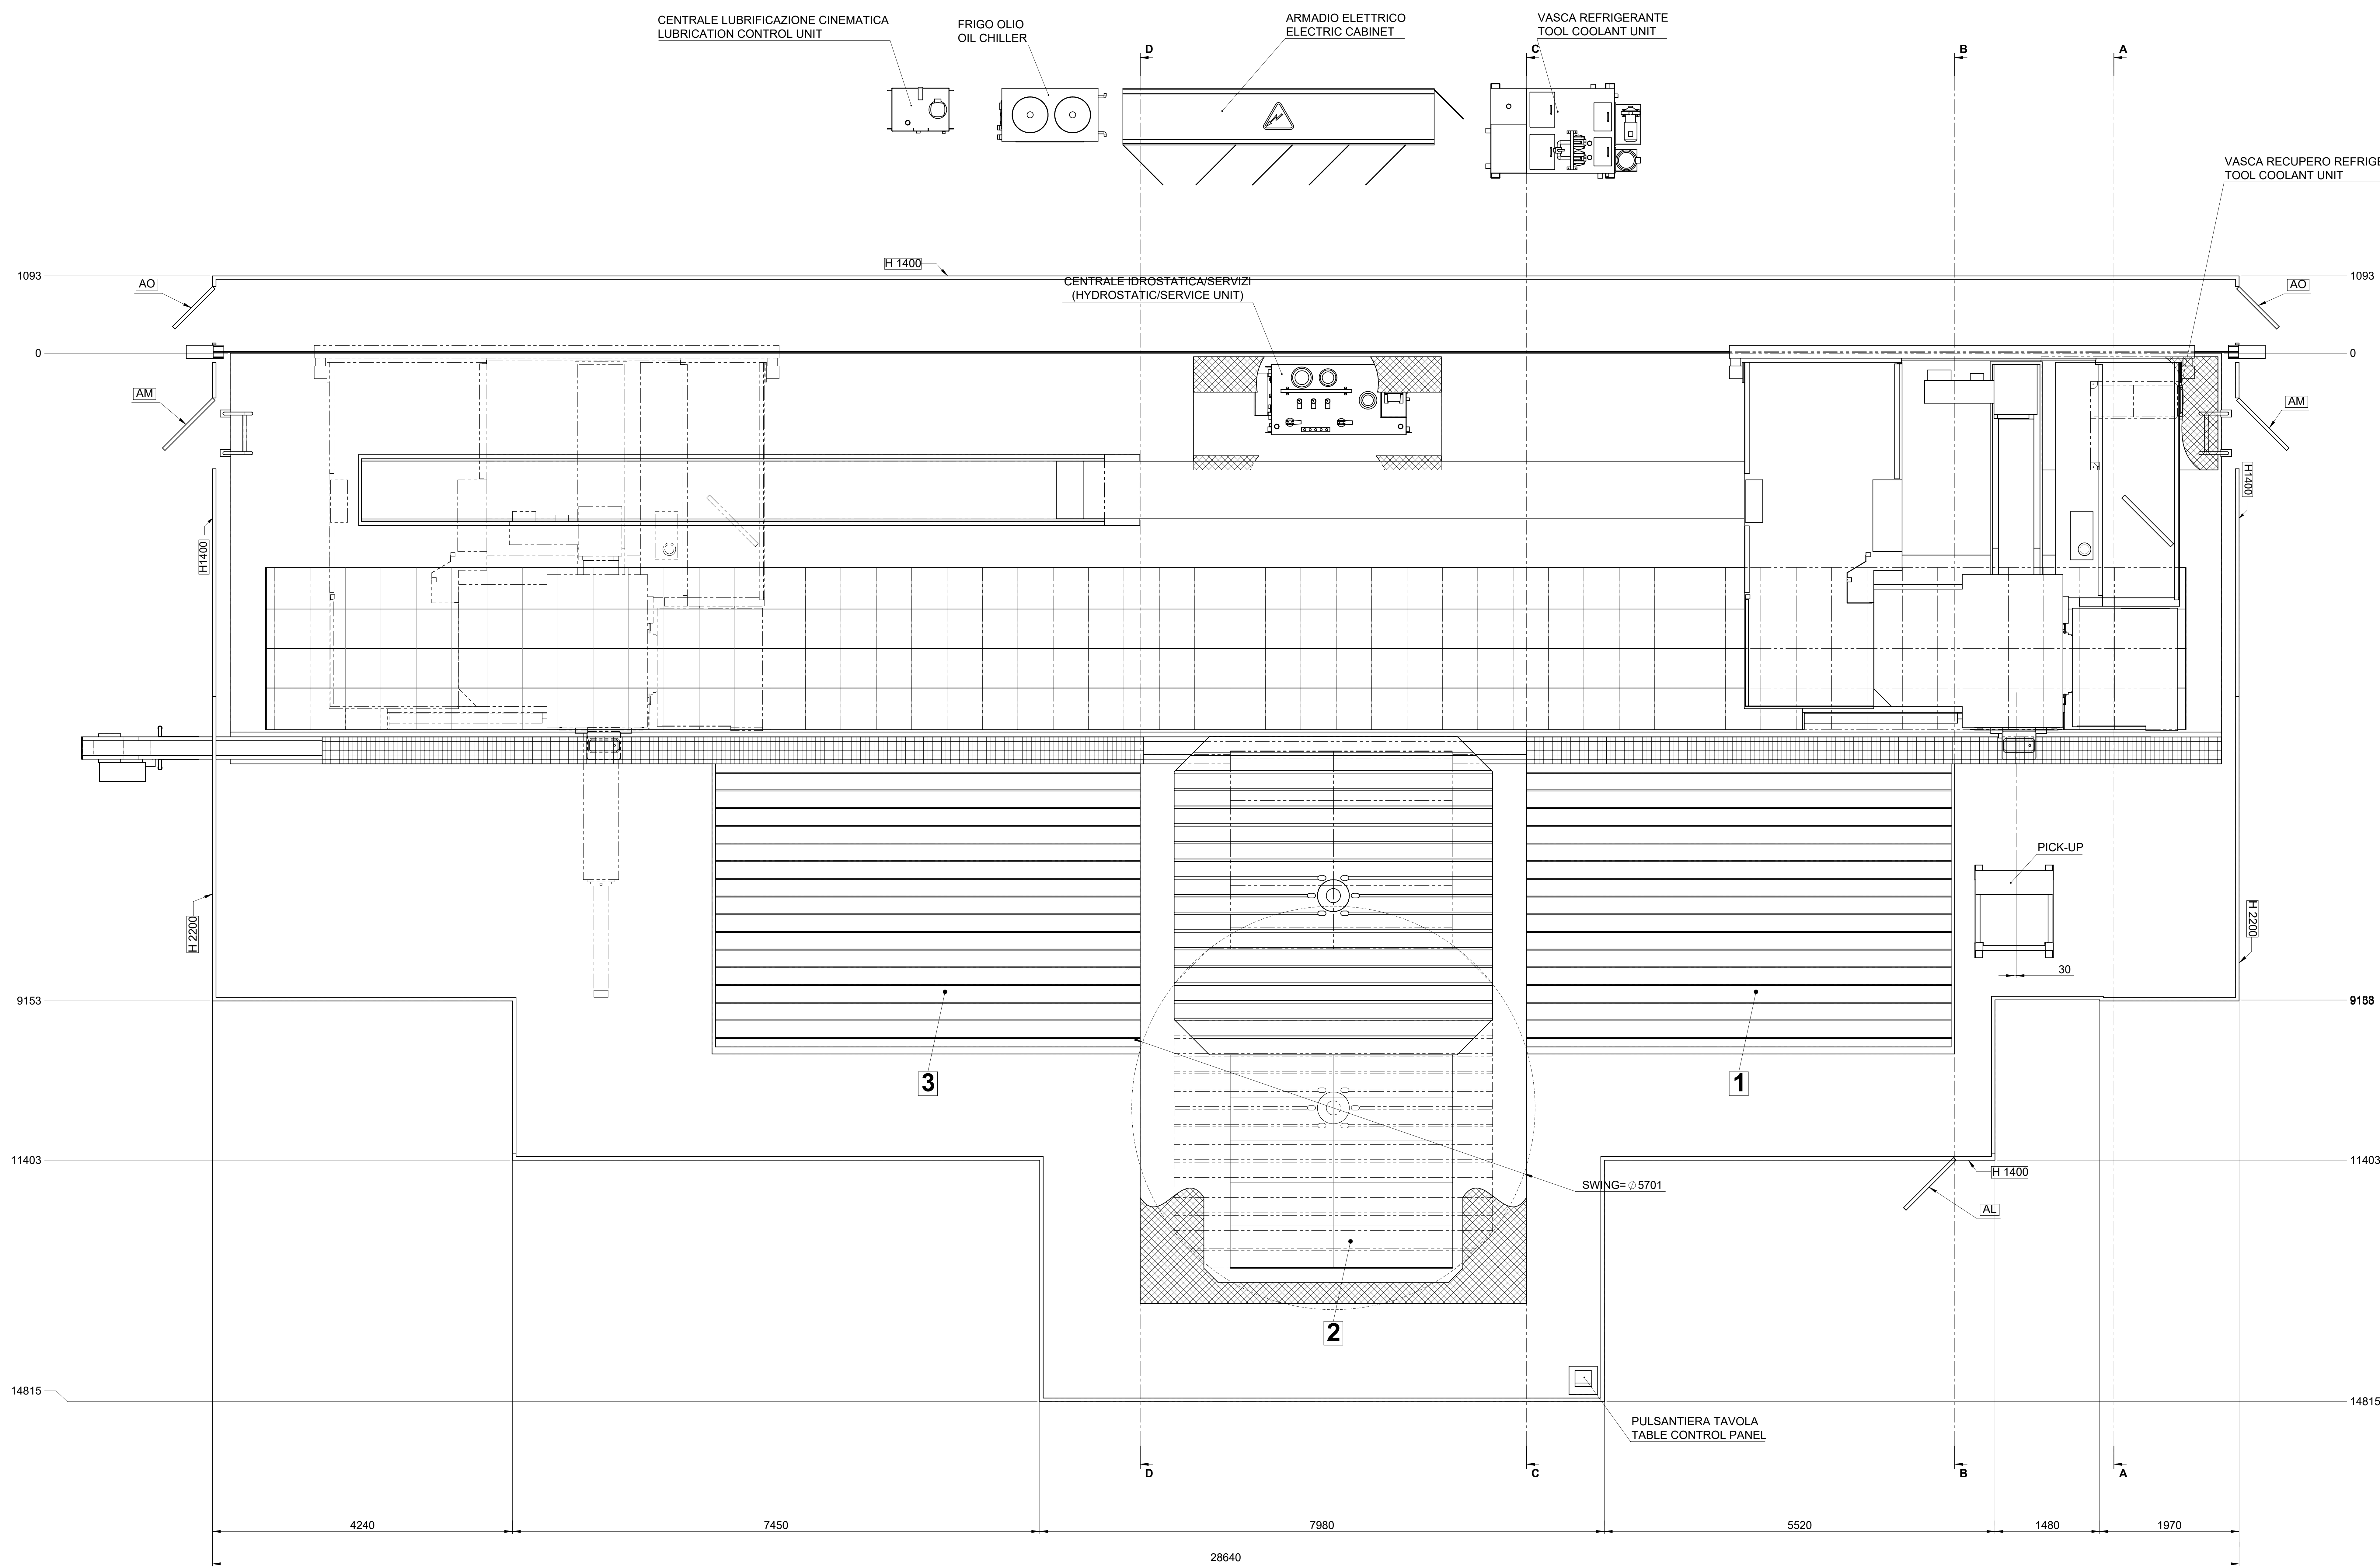 CENTRALE LUBRIFICAZIONE CINEMATICA
LUBRICATION CONTROL UNIT
FRIGO OLIO
OIL CHILLER
ARMADIO ELETTRICO
ELECTRIC CABINET
VASCA REFRIGERANTE
TOOL COOLANT UNIT
D
C
B
A
VASCA RECUPERO REFRIGE
TOOL COOLANT UNIT
H 1400
1093
1093
AO
AO
CENTRALE IDROSTATICA/SERVIZI
(HYDROSTATIC/SERVICE UNIT)
0
0
AM
AM
H1400
H1400
PICK-UP
H 2200
H 2200
30
9153
9153
3
1
11403
11403
H 1400
SWING= ∅ 5701
AL
2
14815
14815
PULSANTIERA TAVOLA
TABLE CONTROL PANEL
D
C
B
A
4240
7450
7980
5520
1480
1970
28640